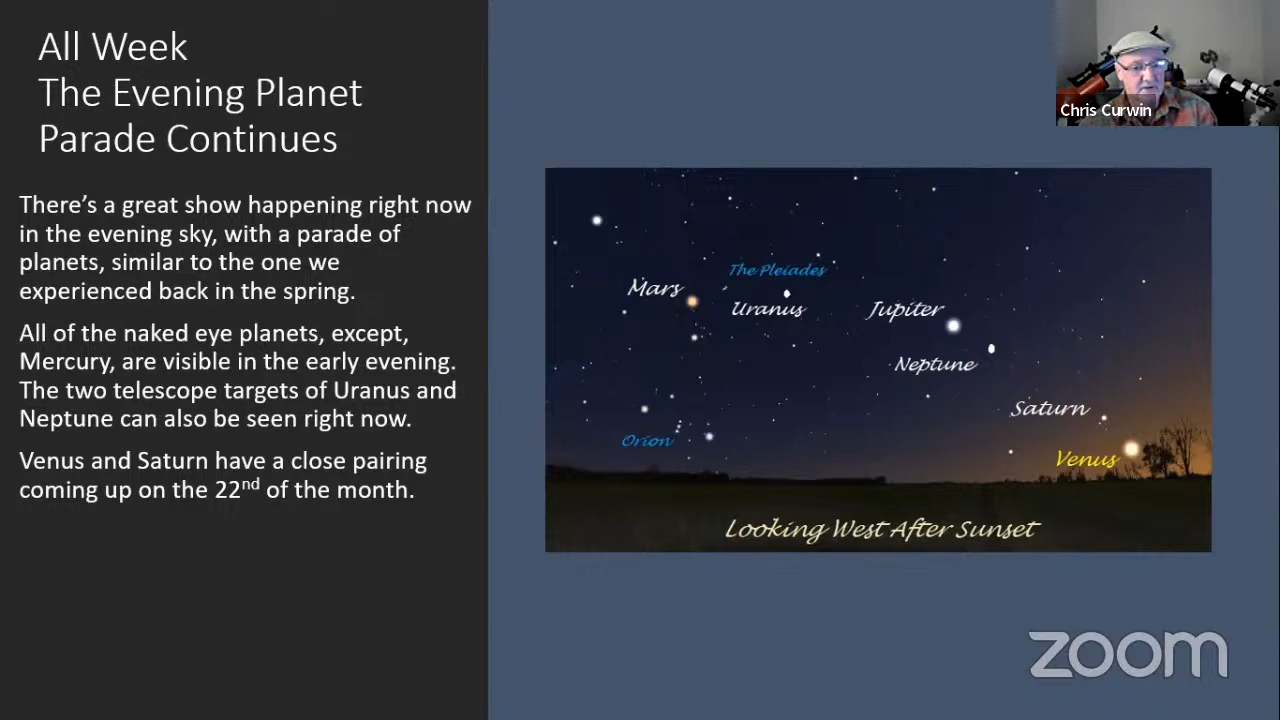 All Week
The Evening Planet
Parade Continues
There's a great show happening right now
in the evening sky, with a parade of
planets, similar to the one we
experienced back in the spring.
All of the naked eye planets, except,
Mercury, are visible in the early evening.
The two telescope targets of Uranus and
Neptune can also be seen right now.
Venus and Saturn have a close pairing
coming up on the 22nd of the month.
Chris Curwin
The Pleiades
Mars
Uranus
Jupiter
Neptune
Saturn
Orion
Venus
Looking West After Sunset
zoom